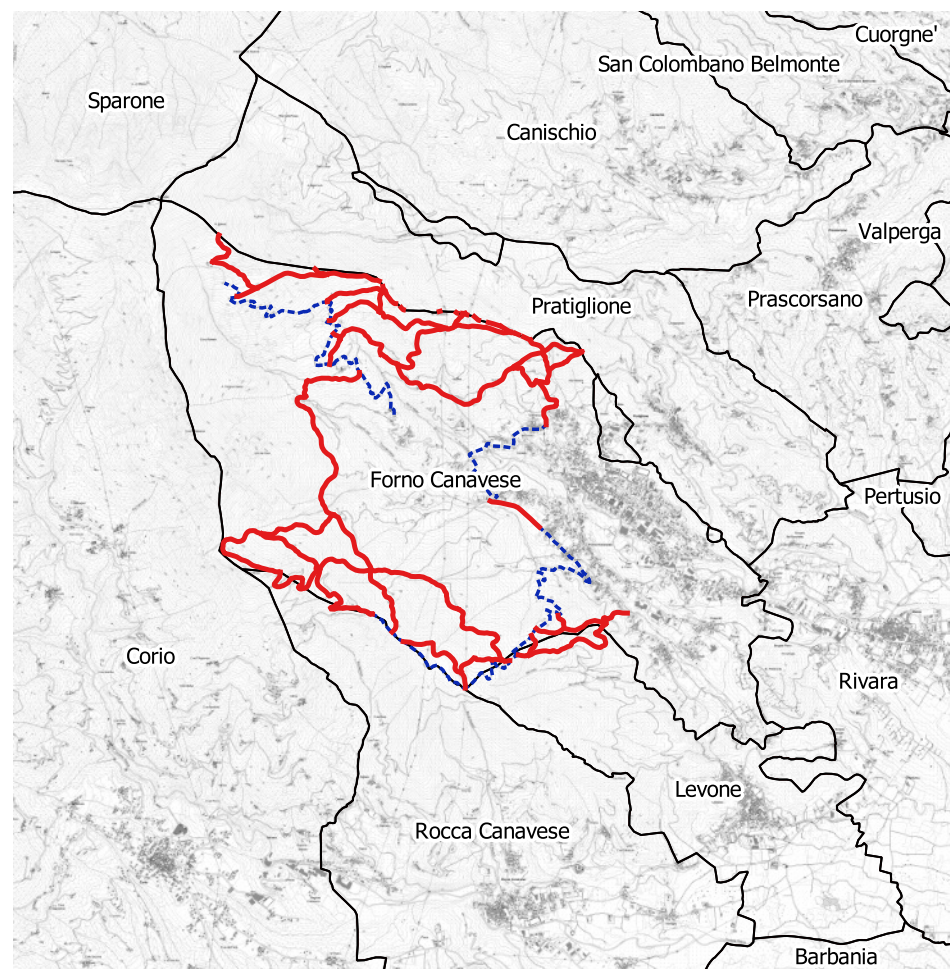 Cuorgne'
San Colombano Belmonte
Sparone
Canischio
Valperga
Prascorsano
Pratiglione
Forno Canavese
Pertusio
Corio
Rivara
Levone
Rocca Canavese
Barbania